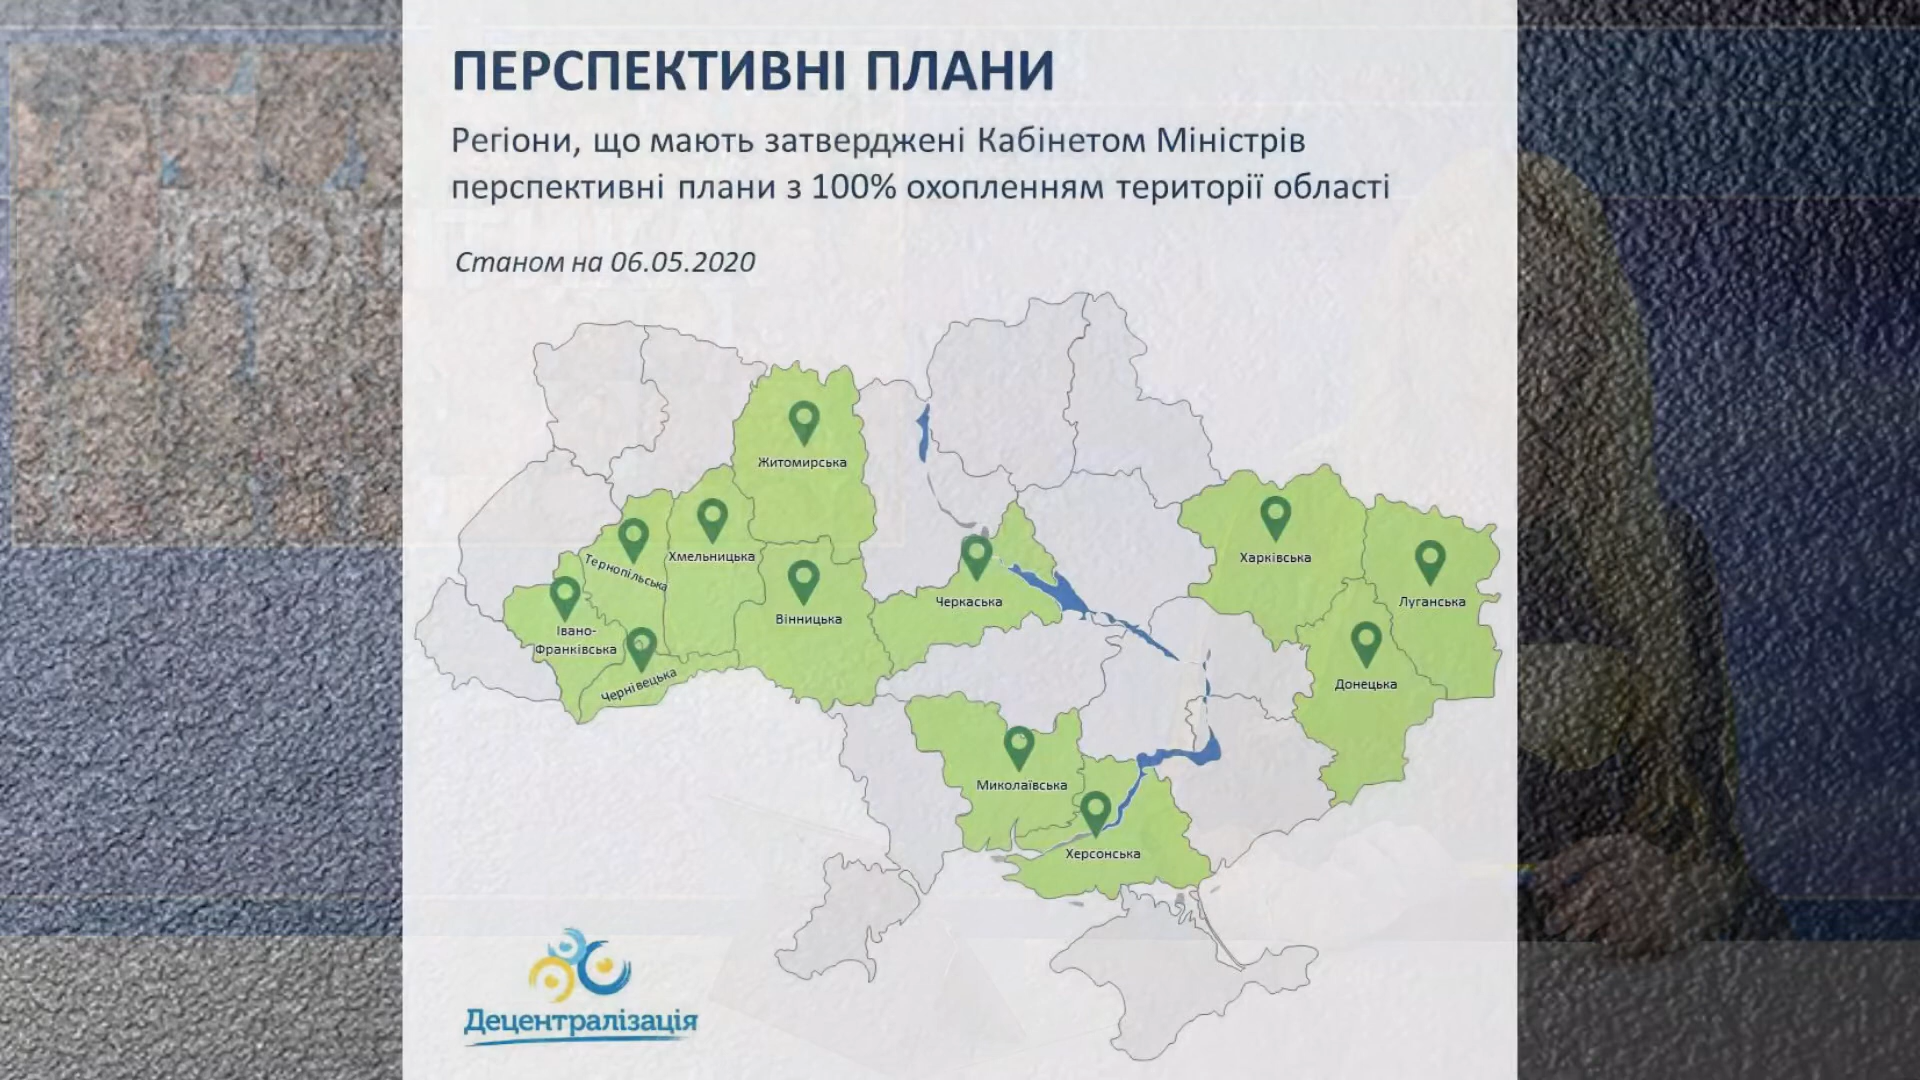 ПЕРСПЕКТИВНІ ПЛАНИ
Регіони, що мають затверджені Кабінетом Міністрів
перспективні плани з 100% охопленням території області
Станом на 06.05.2020
Житомирська
Хмельницька
Тернопільська
Івано-
Франківська
Чернівецька
Вінницька
Черкаська
Харківська
Луганська
Донецька
Миколаївська
Херсонська
Децентралізація